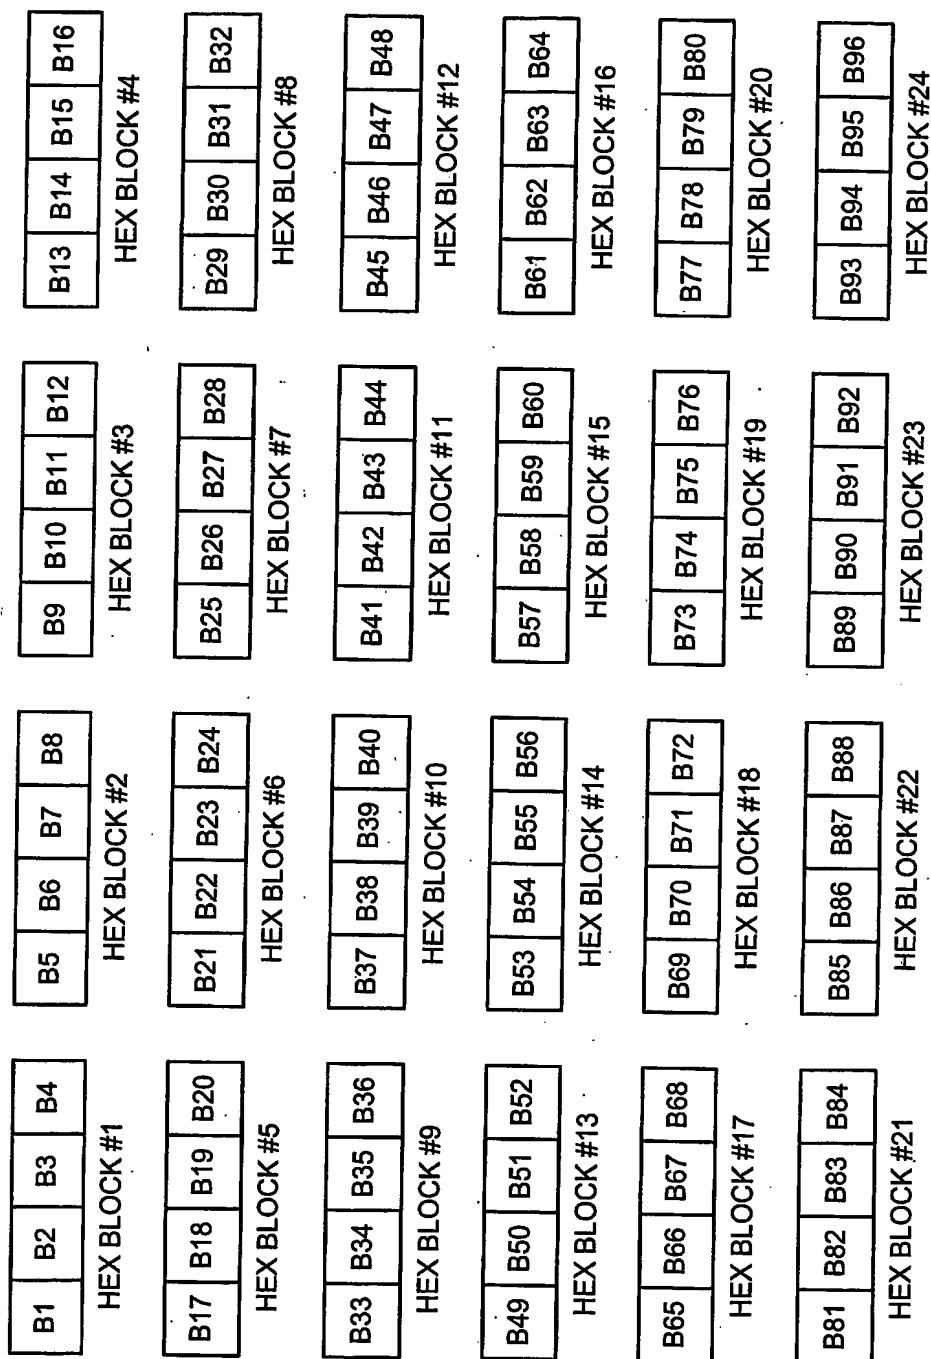 B1 B2 B3 B4 B5 B6 B7 B8 B9 B10 B11 B12 B13 B14 B15 B16
HEX BLOCK #1 HEX BLOCK #2 HEX BLOCK #3 HEX BLOCK #4
B17 B18 B19 B20 B21 B22 B23 B24 B25 B26 B27 B28 B29 B30 B31 B32
HEX BLOCK #5 HEX BLOCK #6 HEX BLOCK #7 HEX BLOCK #8
B33 B34 B35 B36 B37 B38 B39 B40 B41 B42 B43 B44 B45 B46 B47 B48
HEX BLOCK #9 HEX BLOCK #10 HEX BLOCK #11 HEX BLOCK #12
B49 B50 B51 B52 B53 B54 B55 B56 B57 B58 B59 B60 B61 B62 B63 B64
HEX BLOCK #13 HEX BLOCK #14 HEX BLOCK #15 HEX BLOCK #16
B65 B66 B67 B68 B69 B70 B71 B72 B73 B74 B75 B76 B77 B78 B79 B80
HEX BLOCK #17 HEX BLOCK #18 HEX BLOCK #19 HEX BLOCK #20
B81 B82 B83 B84 B85 B86 B87 B88 B89 B90 B91 B92 B93 B94 B95 B96
HEX BLOCK #21 HEX BLOCK #22 HEX BLOCK #23 HEX BLOCK #24